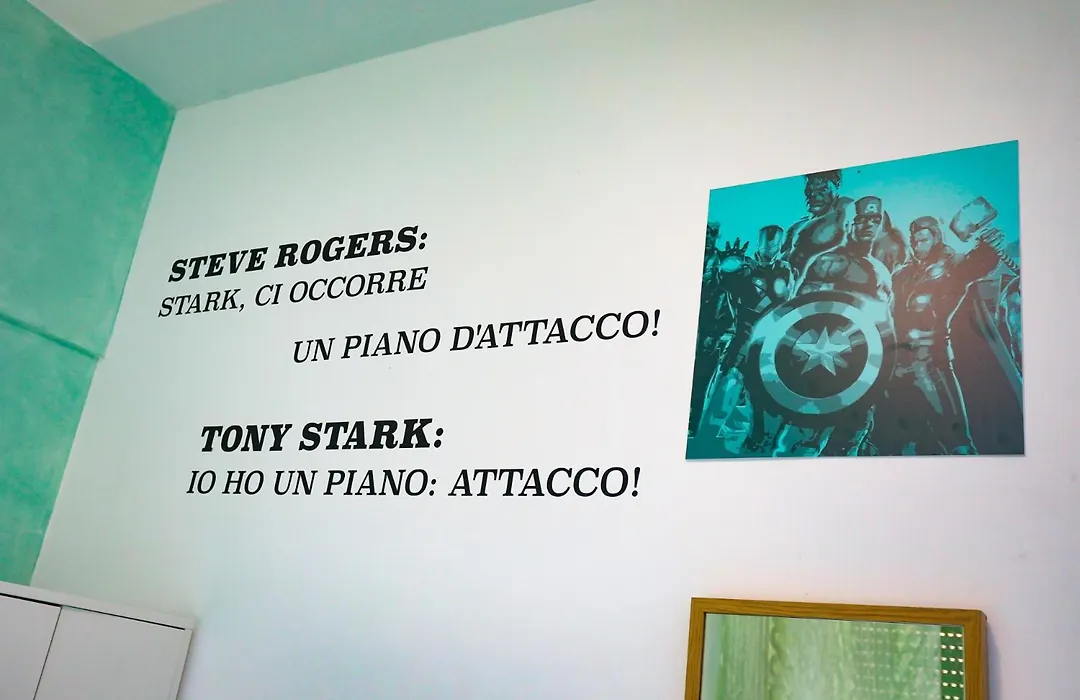 STEVE ROGERS:
STARK, CI OCCORRE
UN PIANO D'ATTACCO!
TONY STARK:
IO HO UN PIANO: ATTACCO!